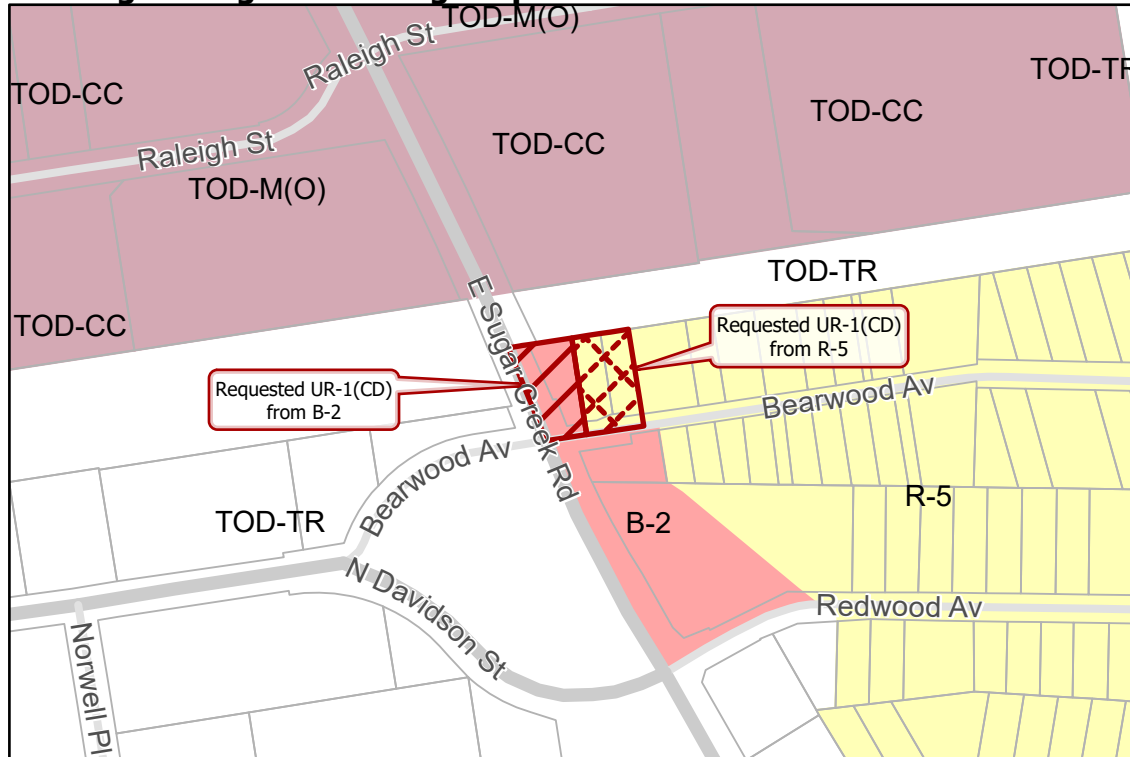 TOD-M(O)
Raleigh St
TOD-TR
TOD-CC
TOD-CC
TOD-CC
Raleigh St
TOD-M(O)
TOD-TR
TOD-CC
E Sugar Creek Rd
Requested UR-1(CD)
from R-5
Requested UR-1(CD)
from B-2
Bearwood Av
Bearwood Av
R-5
TOD-TR
B-2
N Davidson St
Redwood Av
Norwell Pl